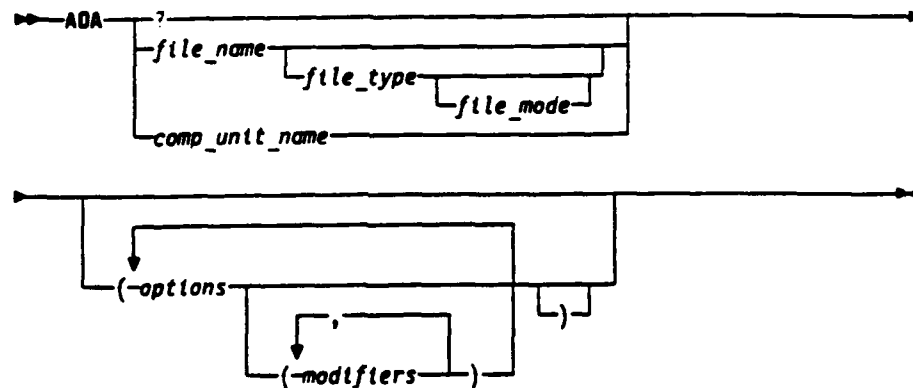 ADA ?
file_name
file_type
file_mode
comp_unit_name
(options
)
,
(modifiers )